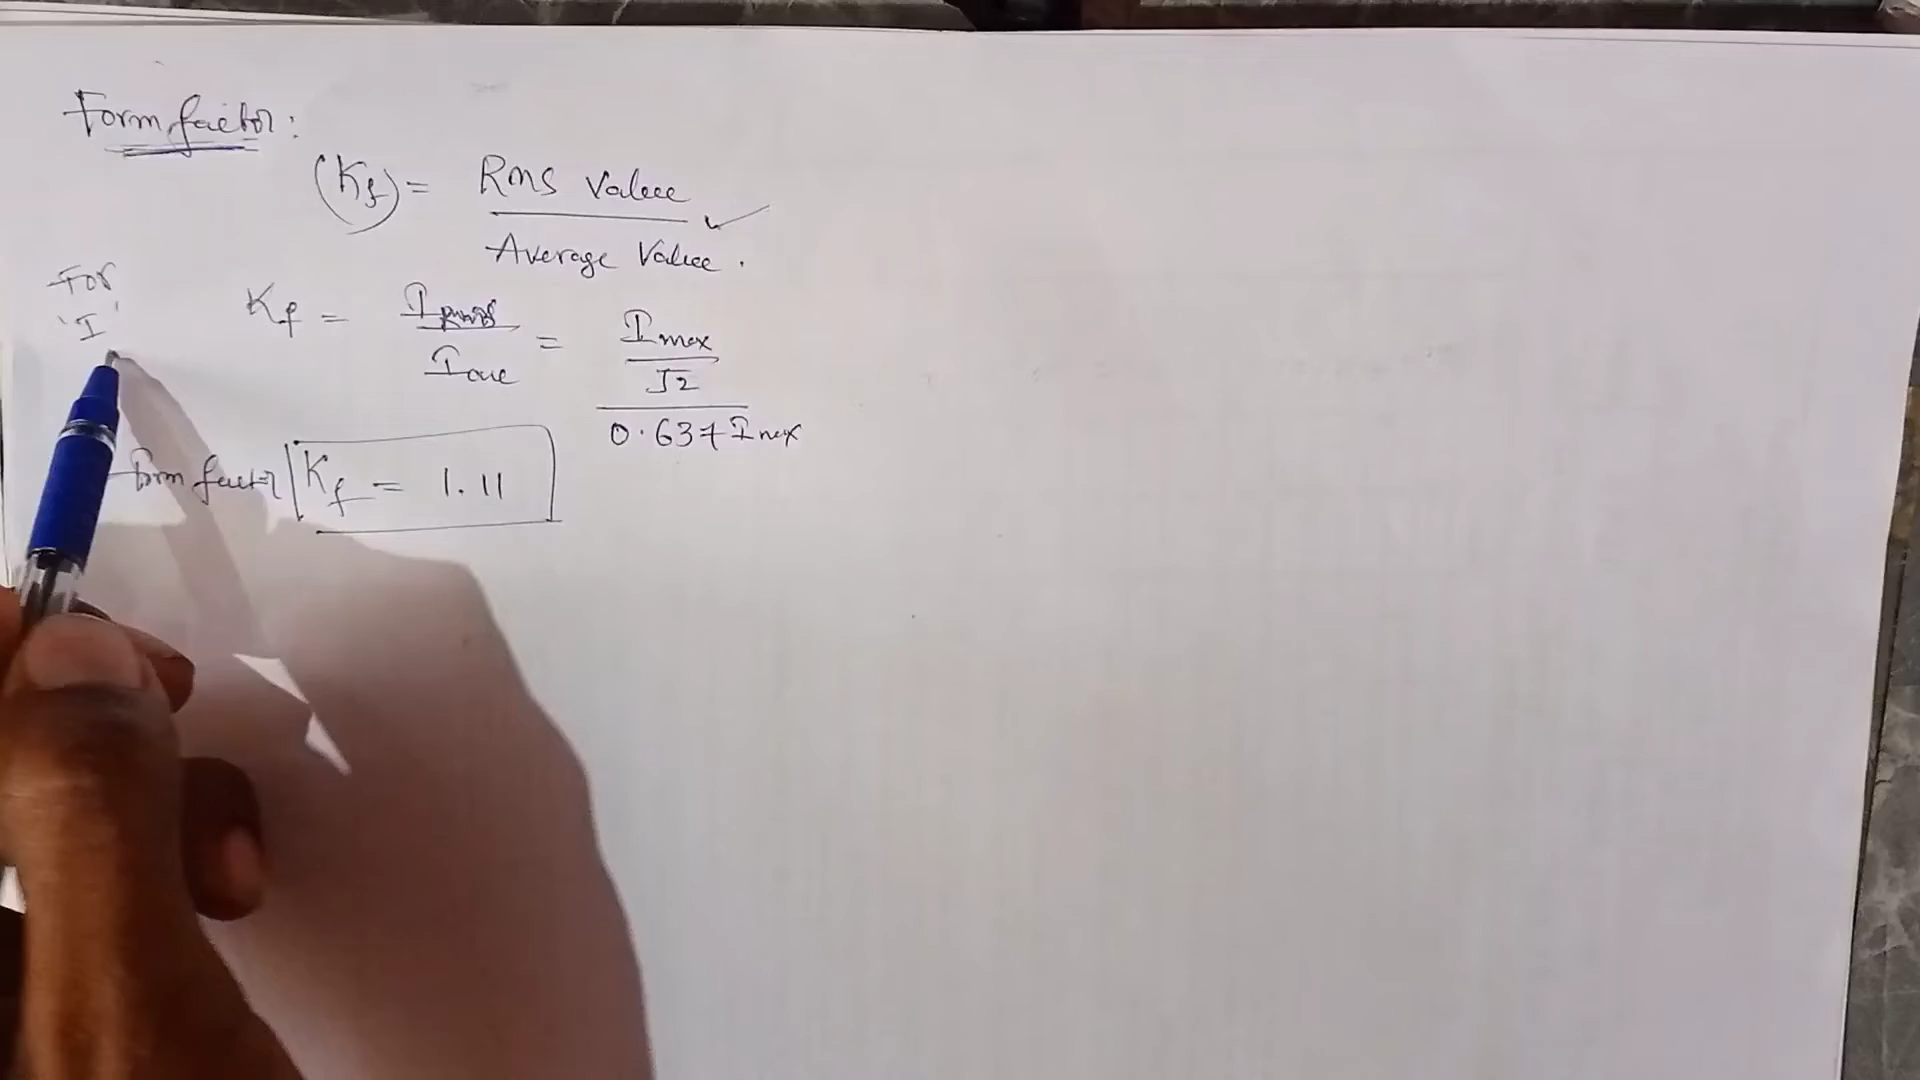 Form factor:
(Kf) = Rms Value / Average Value.
For 'I' Kf = Irms / Iave = Imax/√2 / 0.637 Imax
form factor Kf = 1.11